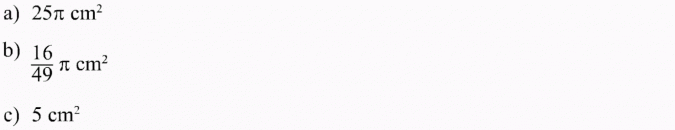 a) 25π cm²
b) 16/49 π cm²
c) 5 cm²